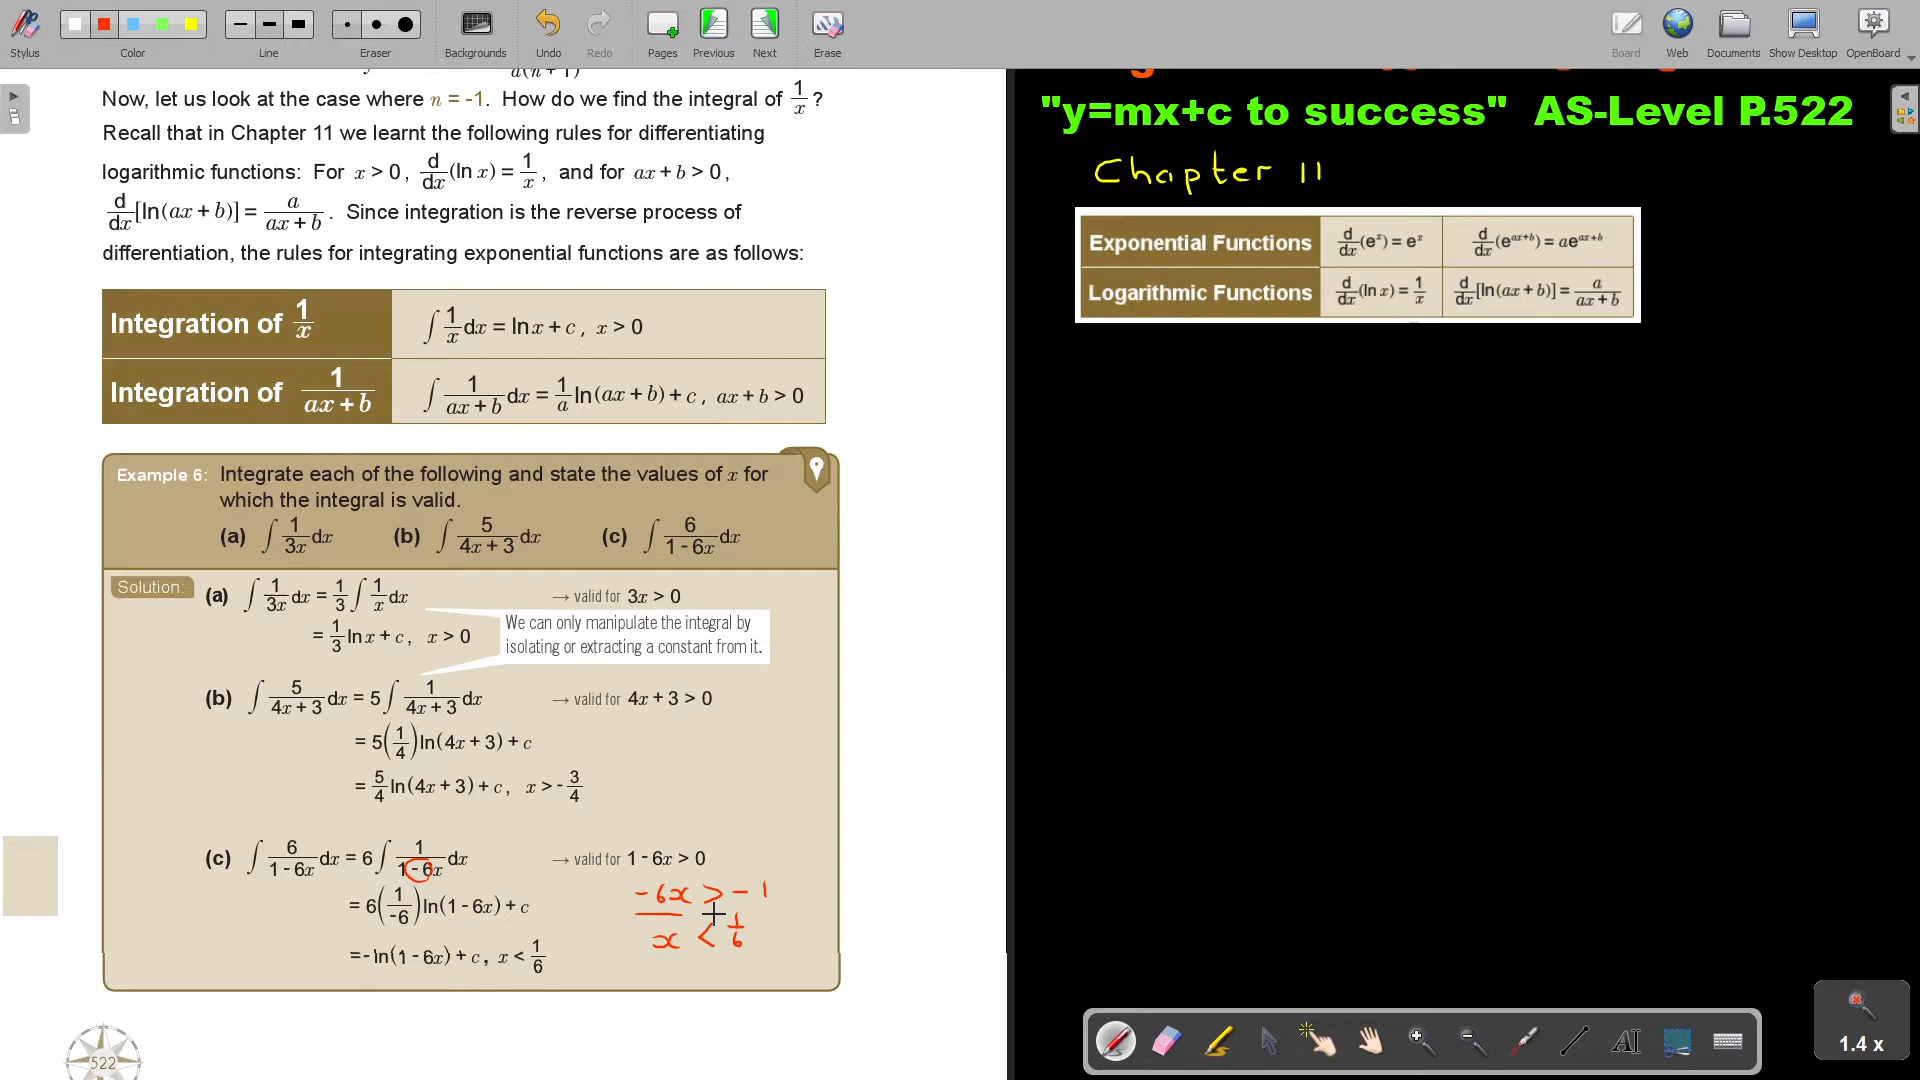 Stylus Color Line Eraser Backgrounds Undo Redo Pages Previous Next Erase Board Web Documents Show Desktop OpenBoard
a(n + 1)
Now, let us look at the case where n = -1. How do we find the integral of 1/x ?
Recall that in Chapter 11 we learnt the following rules for differentiating
logarithmic functions: For x > 0, d/dx (ln x) = 1/x, and for ax + b > 0,
d/dx [ln(ax + b)] = a/(ax + b). Since integration is the reverse process of
differentiation, the rules for integrating exponential functions are as follows:
Integration of 1/x ∫ 1/x dx = ln x + c, x > 0
Integration of 1/(ax + b) ∫ 1/(ax + b) dx = 1/a ln(ax + b) + c, ax + b > 0
Example 6: Integrate each of the following and state the values of x for
which the integral is valid.
(a) ∫ 1/3x dx (b) ∫ 5/(4x + 3) dx (c) ∫ 6/(1 - 6x) dx
Solution: (a) ∫ 1/3x dx = 1/3 ∫ 1/x dx → valid for 3x > 0
= 1/3 ln x + c, x > 0
We can only manipulate the integral by
isolating or extracting a constant from it.
(b) ∫ 5/(4x + 3) dx = 5 ∫ 1/(4x + 3) dx → valid for 4x + 3 > 0
= 5(1/4) ln(4x + 3) + c
= 5/4 ln(4x + 3) + c, x > - 3/4
(c) ∫ 6/(1 - 6x) dx = 6 ∫ 1/(1 - 6x) dx → valid for 1 - 6x > 0
= 6(1/-6) ln(1 - 6x) + c
= - ln(1 - 6x) + c, x < 1/6
-6x > -1
x < 1/6
522
"y=mx+c to success" AS-Level P.522
Chapter 11
Exponential Functions d/dx (e^x) = e^x d/dx (e^(ax+b)) = ae^(ax+b)
Logarithmic Functions d/dx (ln x) = 1/x d/dx [ln(ax + b)] = a/(ax + b)
1.4 x